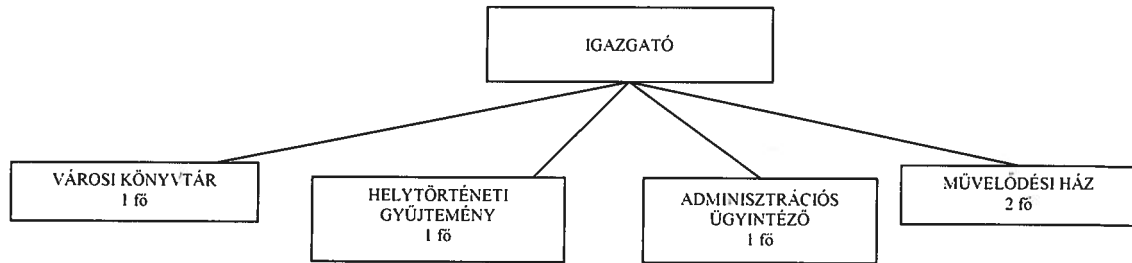 IGAZGATÓ
VÁROSI KÖNYVTÁR
1 fő
HELYTÖRTÉNETI
GYŰJTEMÉNY
1 fő
ADMINISZTRÁCIÓS
ÜGYINTÉZŐ
1 fő
MŰVELŐDÉSI HÁZ
2 fő